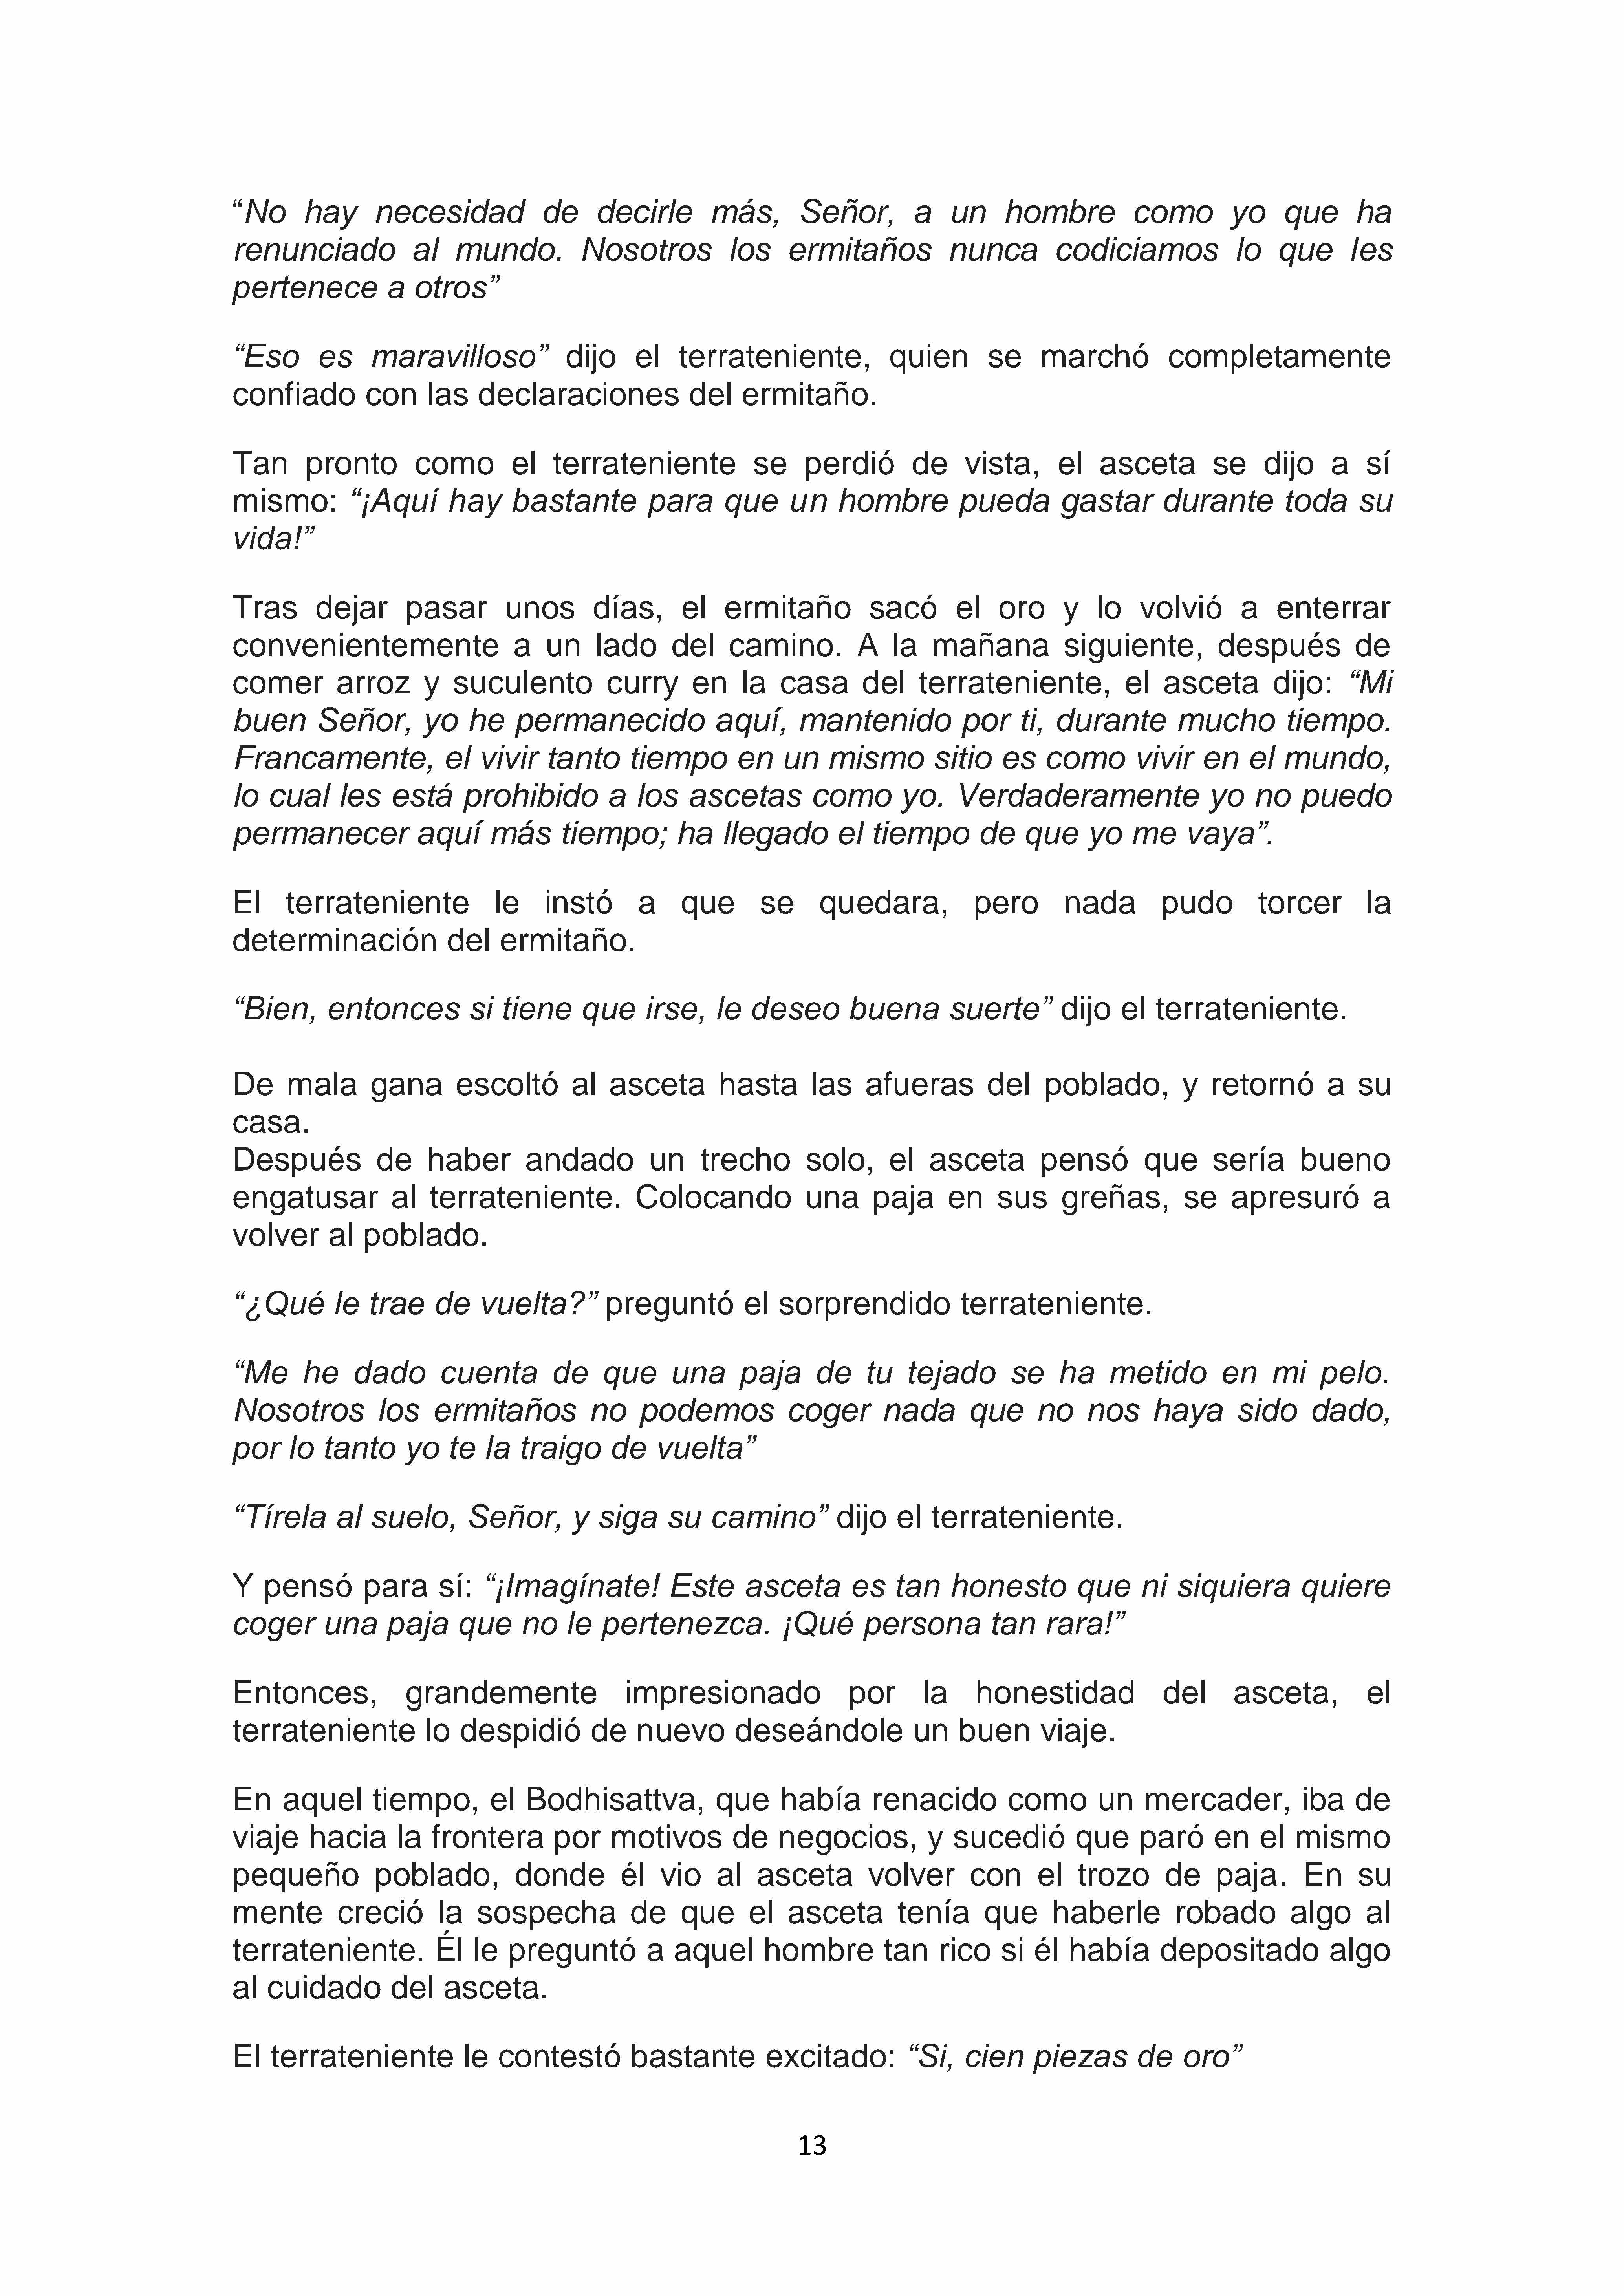 “No hay necesidad de decirle más, Señor, a un hombre como yo que ha
renunciado al mundo. Nosotros los ermitaños nunca codiciamos lo que les
pertenece a otros”
“Eso es maravilloso” dijo el terrateniente, quien se marchó completamente
confiado con las declaraciones del ermitaño.
Tan pronto como el terrateniente se perdió de vista, el asceta se dijo a sí
mismo: “¡Aquí hay bastante para que un hombre pueda gastar durante toda su
vida!”
Tras dejar pasar unos días, el ermitaño sacó el oro y lo volvió a enterrar
convenientemente a un lado del camino. A la mañana siguiente, después de
comer arroz y suculento curry en la casa del terrateniente, el asceta dijo: “Mi
buen Señor, yo he permanecido aquí, mantenido por ti, durante mucho tiempo.
Francamente, el vivir tanto tiempo en un mismo sitio es como vivir en el mundo,
lo cual les está prohibido a los ascetas como yo. Verdaderamente yo no puedo
permanecer aquí más tiempo; ha llegado el tiempo de que yo me vaya”.
El terrateniente le instó a que se quedara, pero nada pudo torcer la
determinación del ermitaño.
“Bien, entonces si tiene que irse, le deseo buena suerte” dijo el terrateniente.
De mala gana escoltó al asceta hasta las afueras del poblado, y retornó a su
casa.
Después de haber andado un trecho solo, el asceta pensó que sería bueno
engatusar al terrateniente. Colocando una paja en sus greñas, se apresuró a
volver al poblado.
“¿Qué le trae de vuelta?” preguntó el sorprendido terrateniente.
“Me he dado cuenta de que una paja de tu tejado se ha metido en mi pelo.
Nosotros los ermitaños no podemos coger nada que no nos haya sido dado,
por lo tanto yo te la traigo de vuelta”
“Tírela al suelo, Señor, y siga su camino” dijo el terrateniente.
Y pensó para sí: “¡Imagínate! Este asceta es tan honesto que ni siquiera quiere
coger una paja que no le pertenezca. ¡Qué persona tan rara!”
Entonces, grandemente impresionado por la honestidad del asceta, el
terrateniente lo despidió de nuevo deseándole un buen viaje.
En aquel tiempo, el Bodhisattva, que había renacido como un mercader, iba de
viaje hacia la frontera por motivos de negocios, y sucedió que paró en el mismo
pequeño poblado, donde él vio al asceta volver con el trozo de paja. En su
mente creció la sospecha de que el asceta tenía que haberle robado algo al
terrateniente. Él le preguntó a aquel hombre tan rico si él había depositado algo
al cuidado del asceta.
El terrateniente le contestó bastante excitado: “Si, cien piezas de oro”
13